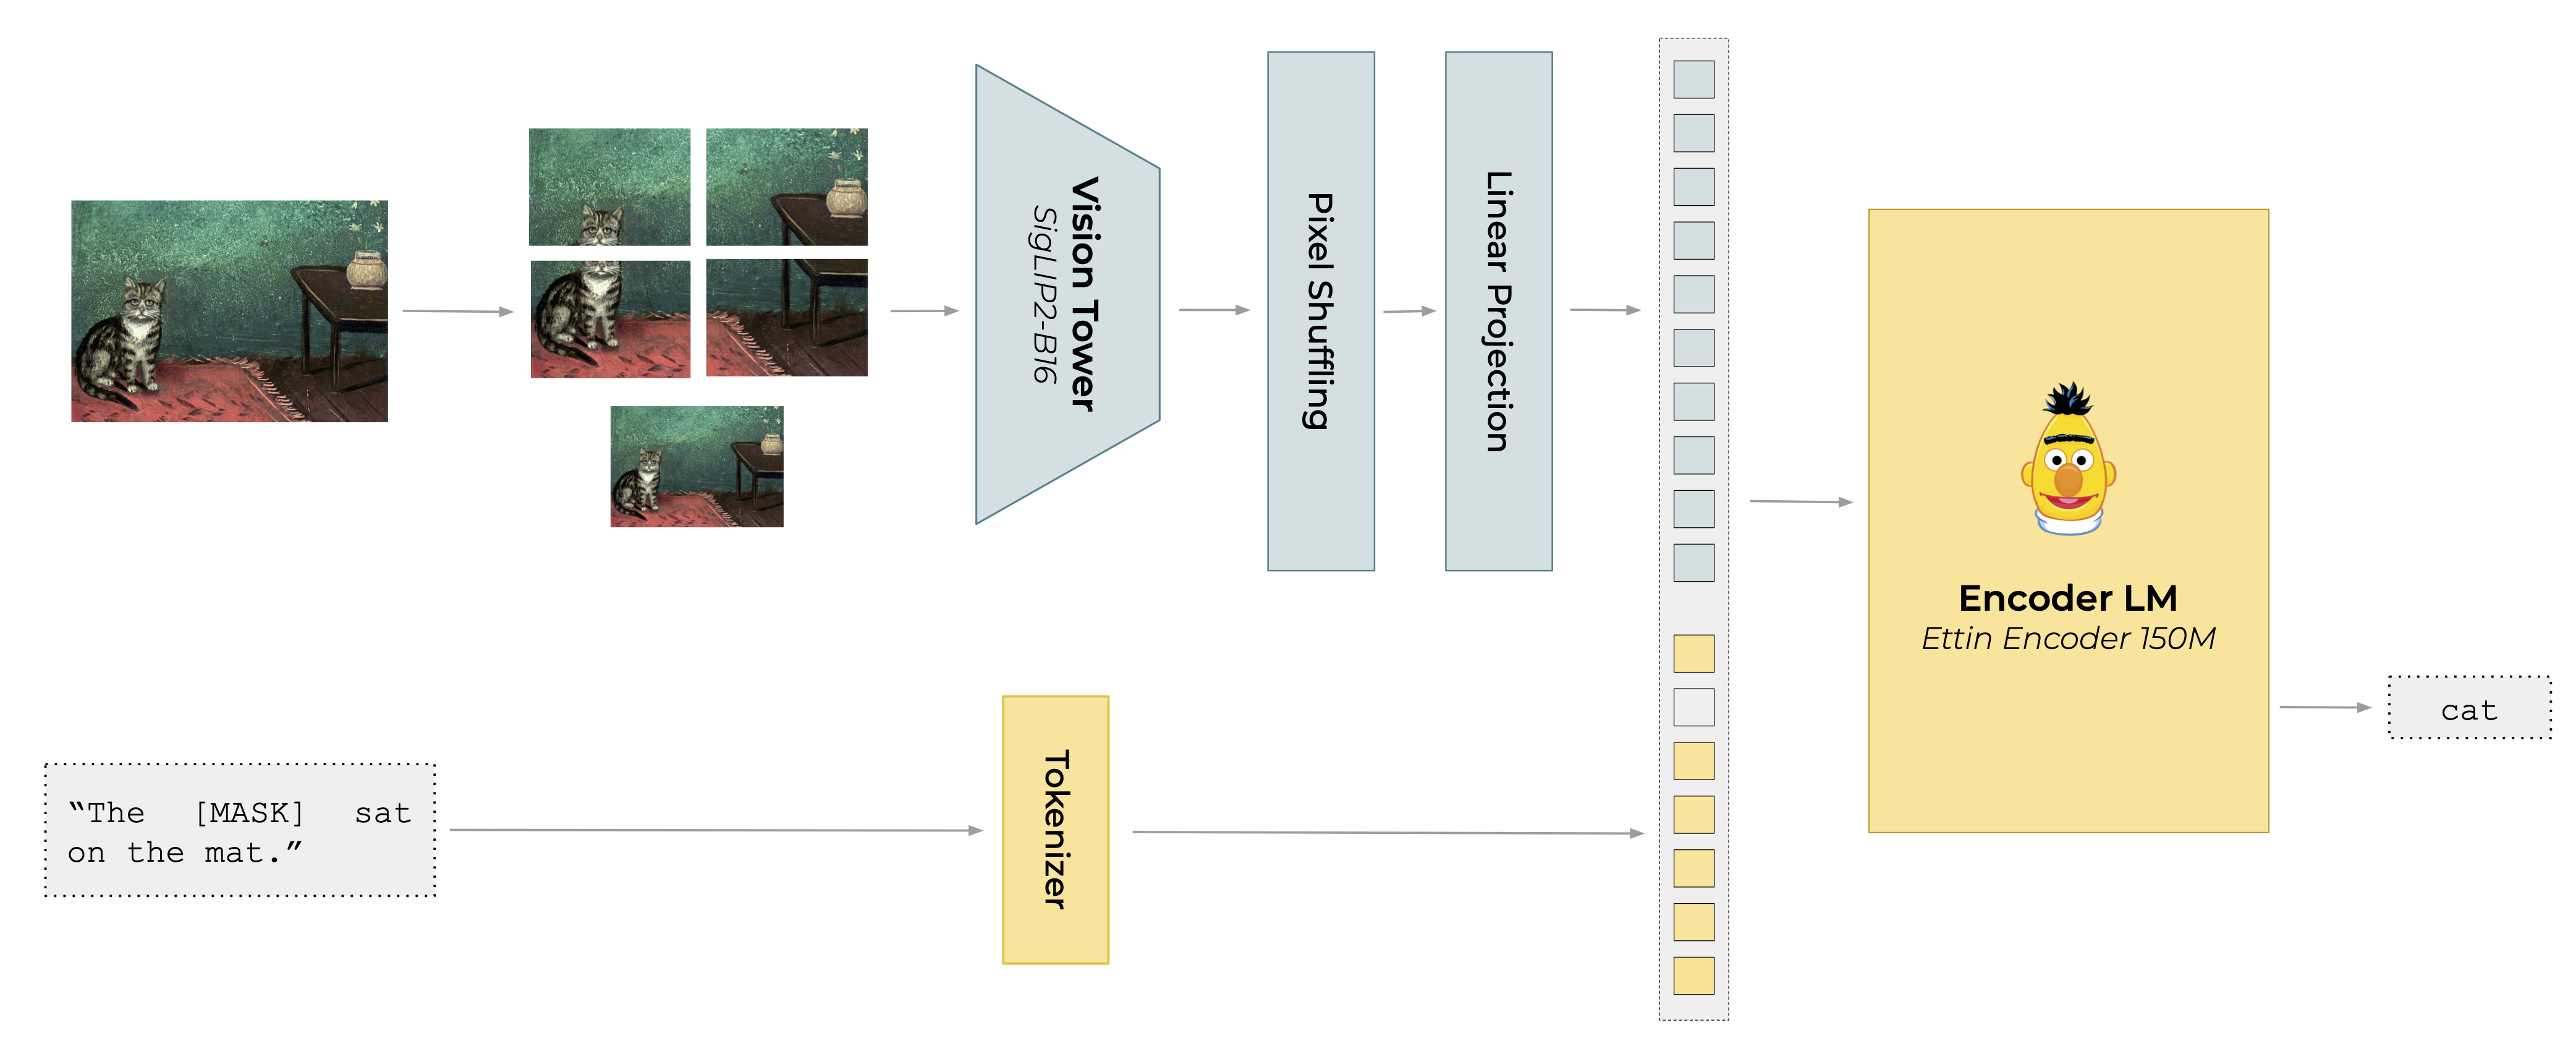 Vision Tower
SigLIP2-B16
Pixel Shuffling
Linear Projection
Encoder LM
Ettin Encoder 150M
cat
“The [MASK] sat
on the mat.”
Tokenizer